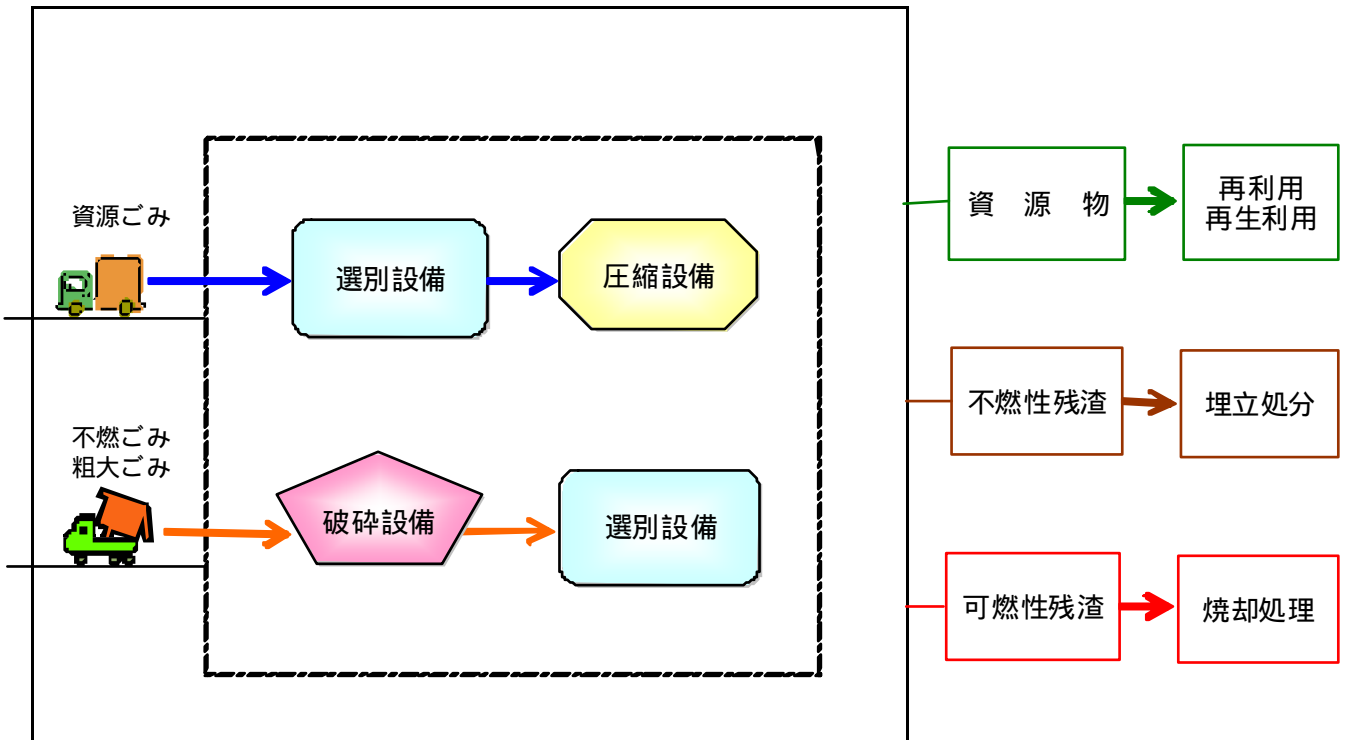 資源ごみ
選別設備
圧縮設備
不燃ごみ
粗大ごみ
破砕設備
選別設備
資 源 物
再利用
再生利用
不燃性残渣
埋立処分
可燃性残渣
焼却処理